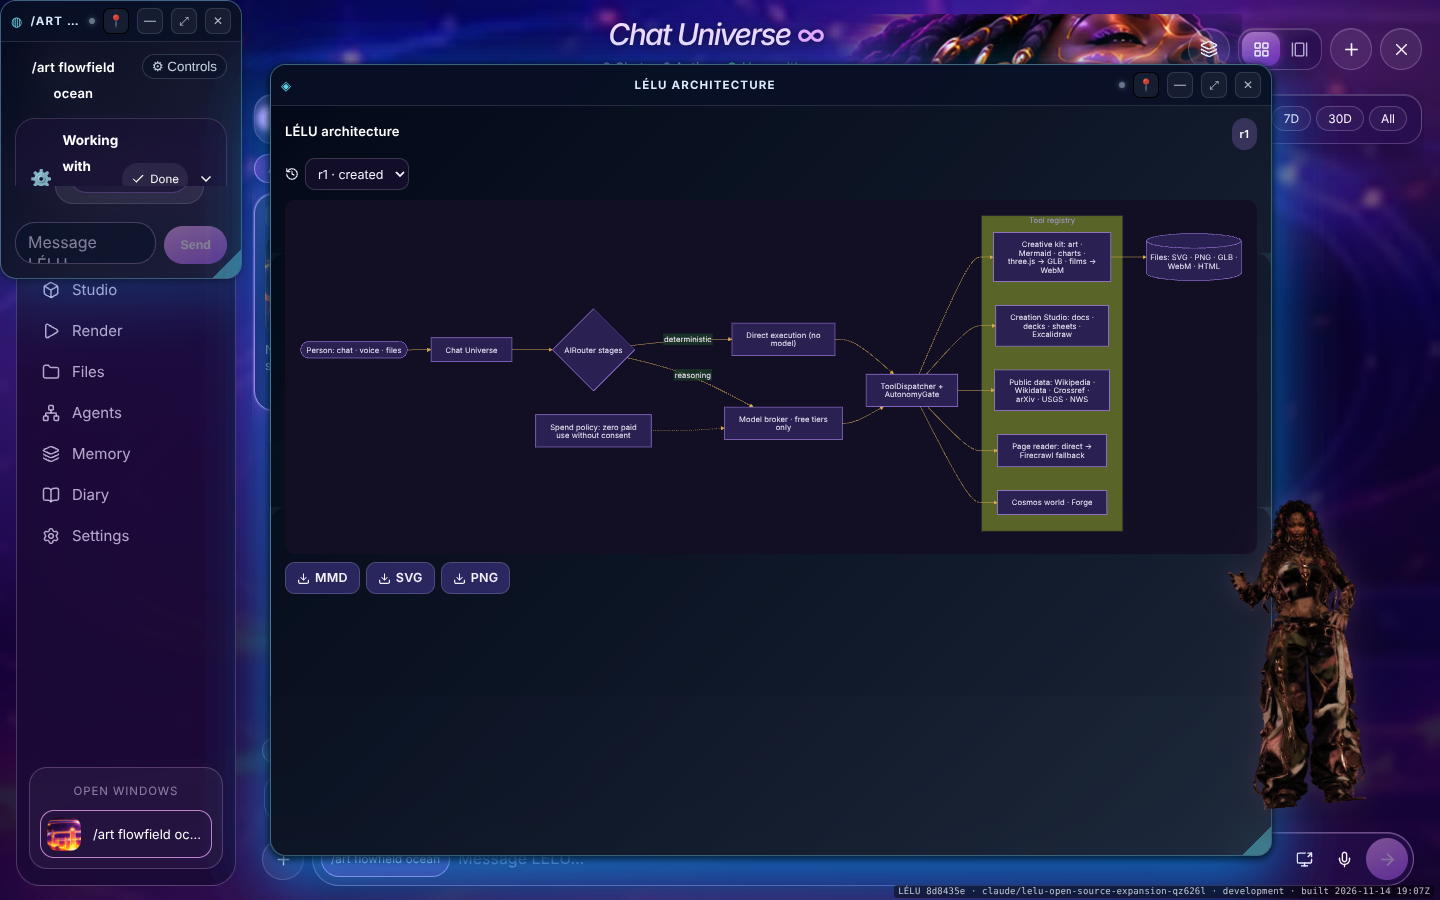 /ART ...
/art flowfield
ocean
Controls
Working
with
Done
Message
Send
Studio
Render
Files
Agents
Memory
Diary
Settings
OPEN WINDOWS
/art flowfield oc...
Chat Universe ∞
7D
30D
All
LÉLU ARCHITECTURE
LÉLU architecture
r1
r1 · created
Person: chat · voice · files
Chat Universe
AIRouter stages
deterministic
reasoning
Direct execution (no
model)
Spend policy: zero paid
use without consent
Model broker · free tiers
only
ToolDispatcher +
AutonomyGate
Tool registry
Creative kit: art ·
Mermaid · charts ·
three.js → GLB · films →
WebM
Creation Studio: docs ·
decks · sheets ·
Excalidraw
Public data: Wikipedia ·
Wikidata · Crossref ·
arXiv · USGS · NWS
Page reader: direct →
Firecrawl fallback
Cosmos world · Forge
Files: SVG · PNG · GLB ·
WebM · HTML
MMD
SVG
PNG
/art flowfield ocean
Message LÉLU...
LÉLU 8d8435e · claude/lelu-open-source-expansion-qz626l · development · built 2026-11-14 19:07Z